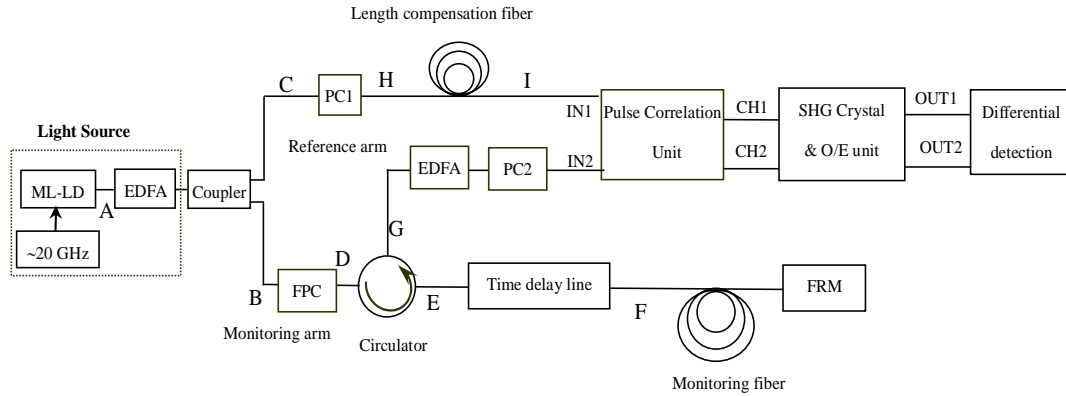 Length compensation fiber
C
H
I
PC1
IN1
Pulse Correlation
Unit
CH1
CH2
SHG Crystal
& O/E unit
OUT1
OUT2
Differential
detection
Light Source
Reference arm
IN2
EDFA
PC2
ML-LD
A
EDFA
Coupler
~20 GHz
G
D
B
FPC
E
Time delay line
F
FRM
Monitoring arm
Circulator
Monitoring fiber